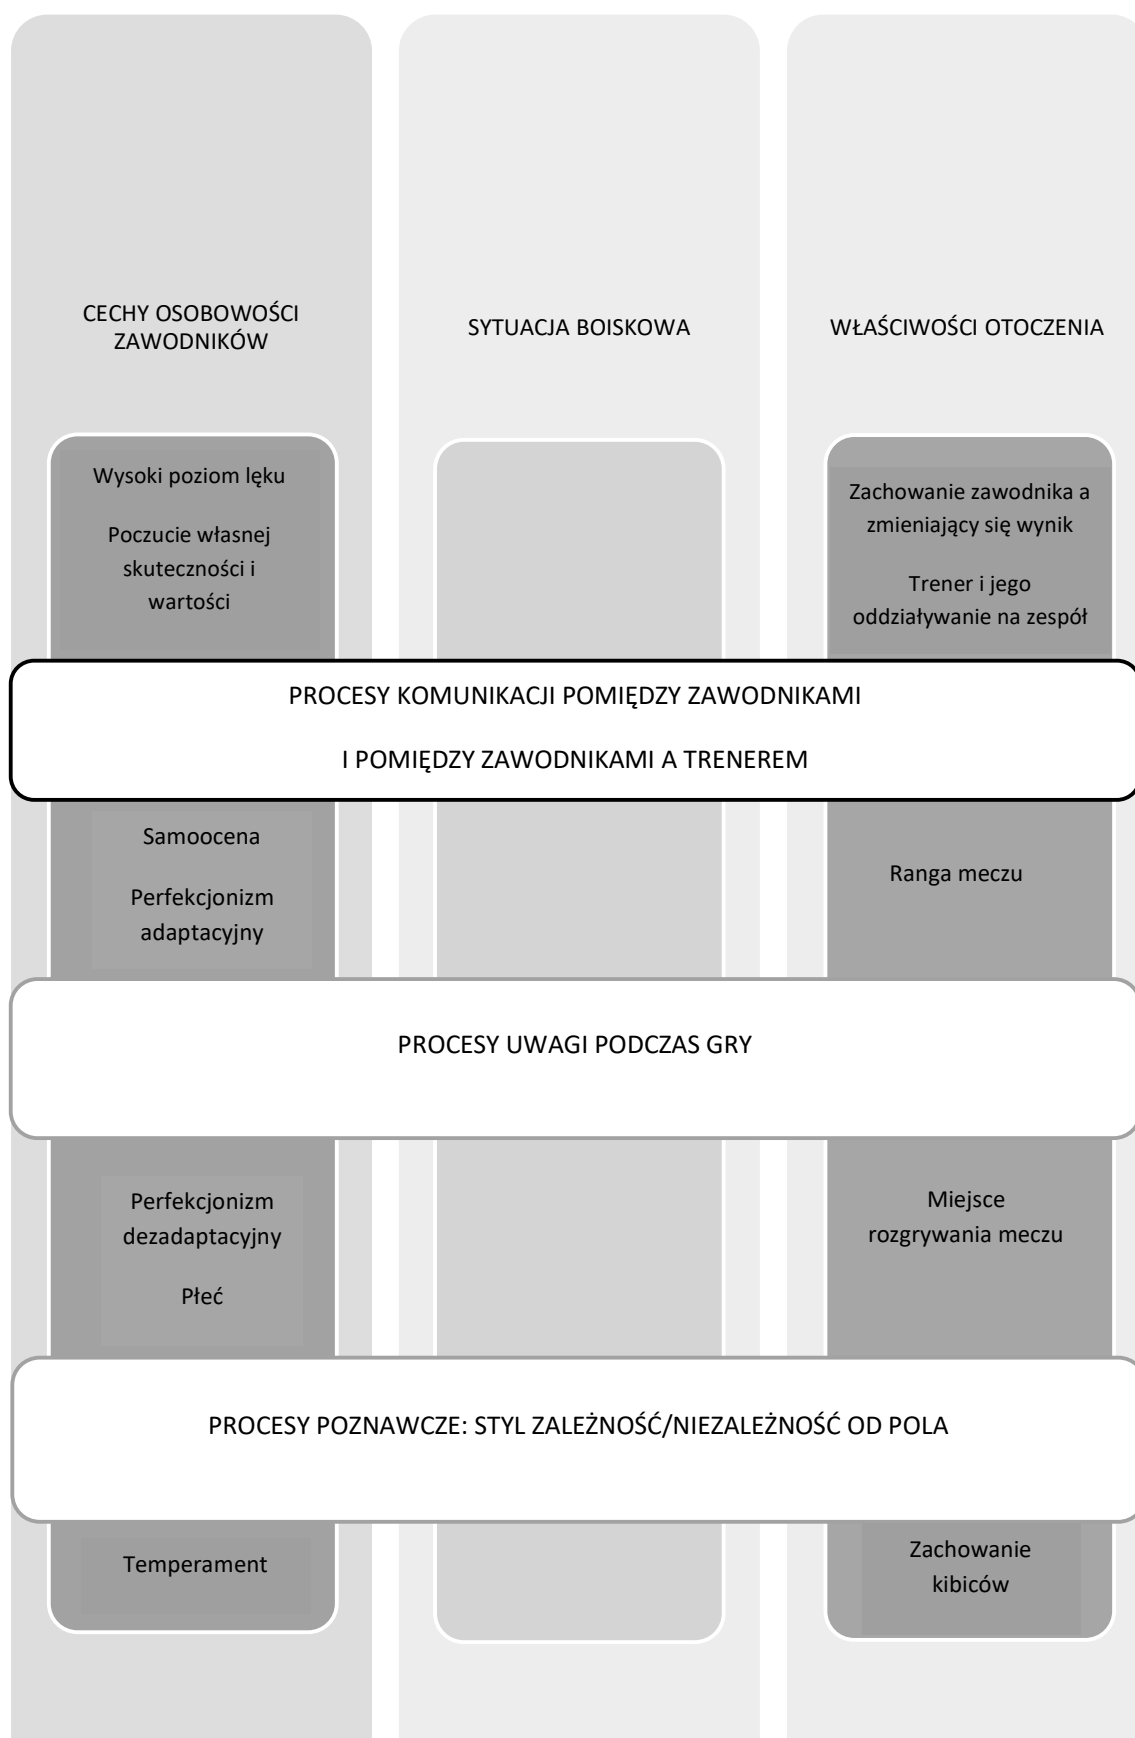 CECHY OSOBOWOŚCI
ZAWODNIKÓW
SYTUACJA BOISKOWA
WŁAŚCIWOŚCI OTOCZENIA
Wysoki poziom lęku
Poczucie własnej
skuteczności i
wartości
Zachowanie zawodnika a
zmieniający się wynik
Trener i jego
oddziaływanie na zespół
PROCESY KOMUNIKACJI POMIĘDZY ZAWODNIKAMI
I POMIĘDZY ZAWODNIKAMI A TRENEREM
Samoocena
Perfekcjonizm
adaptacyjny
Ranga meczu
PROCESY UWAGI PODCZAS GRY
Perfekcjonizm
dezadaptacyjny
Płeć
Miejsce
rozgrywania meczu
PROCESY POZNAWCZE: STYL ZALEŻNOŚĆ/NIEZALEŻNOŚĆ OD POLA
Temperament
Zachowanie
kibiców